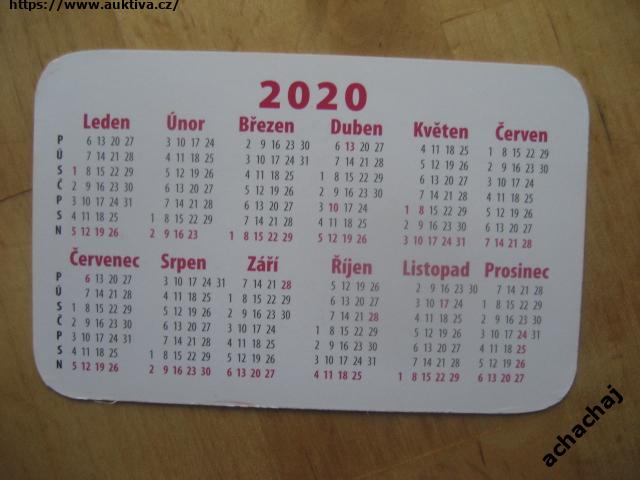 https://www.auktiva.cz/
2020
Leden Únor Březen Duben Květen Červen
P 6 13 20 27 3 10 17 24 2 9 16 23 30 6 13 20 27 4 11 18 25 1 8 15 22 29
Ú 7 14 21 28 4 11 18 25 3 10 17 24 31 7 14 21 28 5 12 19 26 2 9 16 23 30
S 1 8 15 22 29 5 12 19 26 4 11 18 25 1 8 15 22 29 6 13 20 27 3 10 17 24
Č 2 9 16 23 30 6 13 20 27 5 12 19 26 2 9 16 23 30 7 14 21 28 4 11 18 25
P 3 10 17 24 31 7 14 21 28 6 13 20 27 3 10 17 24 1 8 15 22 29 5 12 19 26
S 4 11 18 25 1 8 15 22 29 7 14 21 28 4 11 18 25 2 9 16 23 30 6 13 20 27
N 5 12 19 26 2 9 16 23 1 8 15 22 29 5 12 19 26 3 10 17 24 31 7 14 21 28
Červenec Srpen Září Říjen Listopad Prosinec
P 6 13 20 27 3 10 17 24 31 7 14 21 28 5 12 19 26 2 9 16 23 30 7 14 21 28
Ú 7 14 21 28 4 11 18 25 1 8 15 22 29 6 13 20 27 3 10 17 24 1 8 15 22 29
S 1 8 15 22 29 5 12 19 26 2 9 16 23 30 7 14 21 28 4 11 18 25 2 9 16 23 30
Č 2 9 16 23 30 6 13 20 27 3 10 17 24 1 8 15 22 29 5 12 19 26 3 10 17 24 31
P 3 10 17 24 31 7 14 21 28 4 11 18 25 2 9 16 23 30 6 13 20 27 4 11 18 25
S 4 11 18 25 1 8 15 22 29 5 12 19 26 3 10 17 24 31 7 14 21 28 5 12 19 26
N 5 12 19 26 2 9 16 23 30 6 13 20 27 4 11 18 25 1 8 15 22 29 6 13 20 27
achachaj